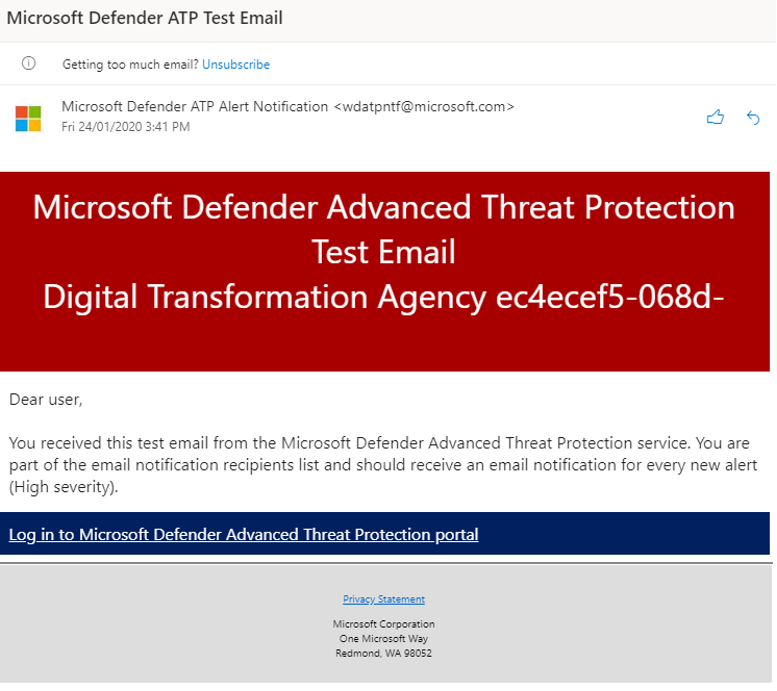 Microsoft Defender ATP Test Email
Getting too much email? Unsubscribe
Microsoft Defender ATP Alert Notification <wdatpntf@microsoft.com>
Fri 24/01/2020 3:41 PM
Microsoft Defender Advanced Threat Protection
Test Email
Digital Transformation Agency ec4ecef5-068d-
Dear user,
You received this test email from the Microsoft Defender Advanced Threat Protection service. You are
part of the email notification recipients list and should receive an email notification for every new alert
(High severity).
Log in to Microsoft Defender Advanced Threat Protection portal
Privacy Statement
Microsoft Corporation
One Microsoft Way
Redmond, WA 98052